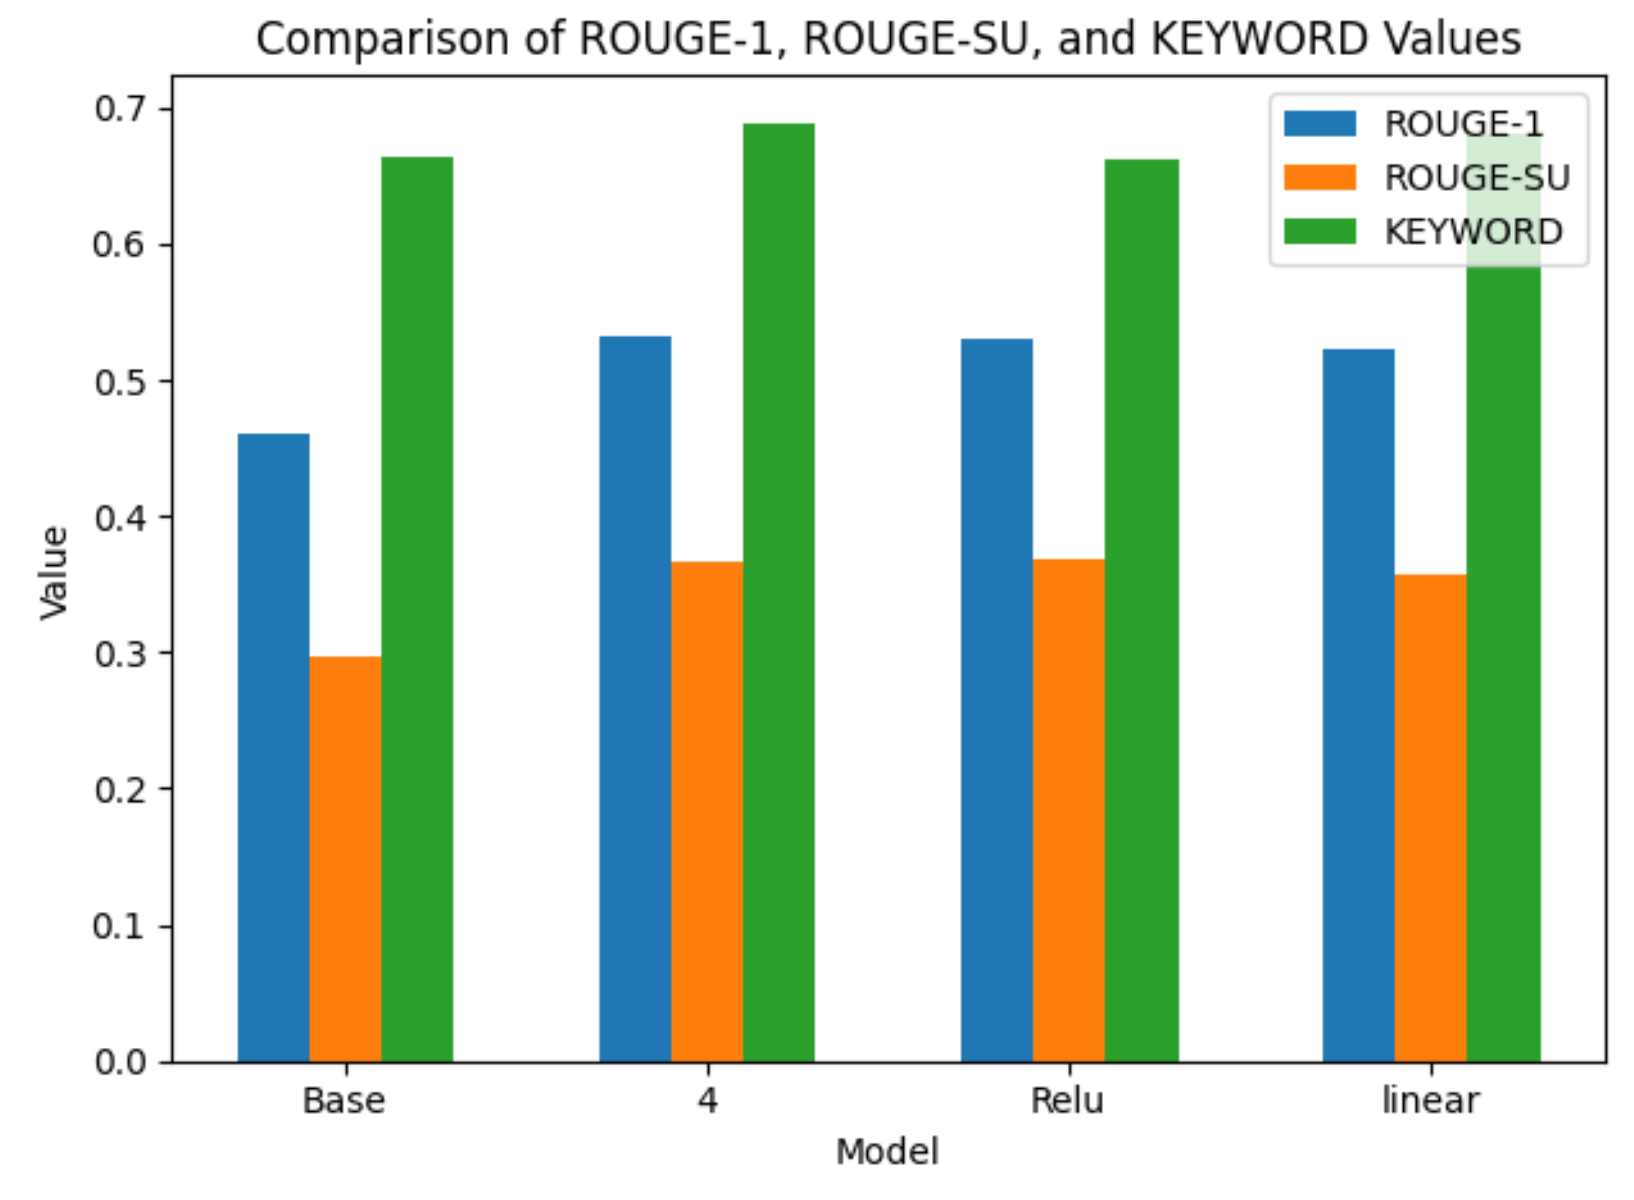 Comparison of ROUGE-1, ROUGE-SU, and KEYWORD Values
ROUGE-1
ROUGE-SU
KEYWORD
Value
0.7
0.6
0.5
0.4
0.3
0.2
0.1
0.0
Base
4
Relu
linear
Model